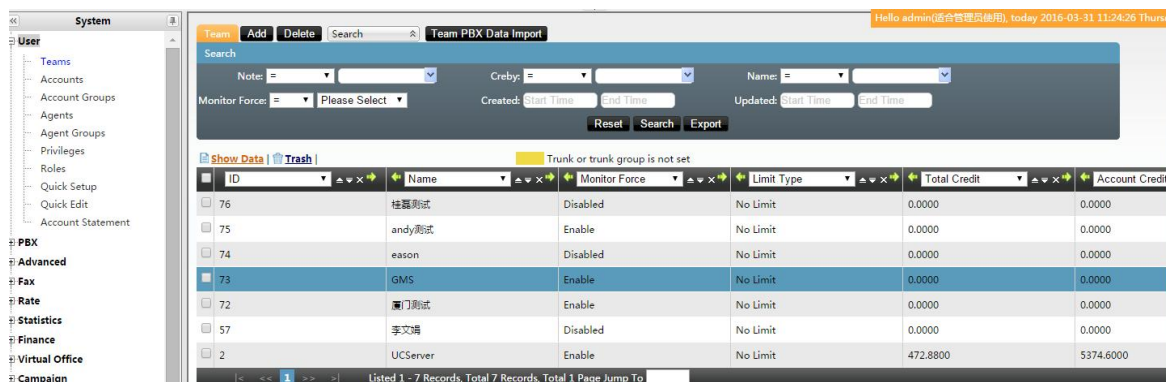 System
Hello admin(适合管理员使用), today 2016-03-31 11:24:26
User
Teams
Accounts
Account Groups
Agents
Agent Groups
Privileges
Roles
Quick Setup
Quick Edit
Account Statement
PBX
Advanced
Fax
Rate
Statistics
Finance
Virtual Office
Campaign
Team Add Delete Search Team PBX Data Import
Search
Note: = Creby: = Name: =
Monitor Force: = Please Select Created: Start Time End Time Updated: Start Time End Time
Reset Search Export
Show Data | Trash | Trunk or trunk group is not set
ID Name Monitor Force Limit Type Total Credit Account Credit
76 桂磊测试 Disabled No Limit 0.0000 0.0000
75 andy测试 Enable No Limit 0.0000 0.0000
74 eason Disabled No Limit 0.0000 0.0000
73 GMS Enable No Limit 0.0000 0.0000
72 厦门测试 Enable No Limit 0.0000 0.0000
57 李文娟 Disabled No Limit 0.0000 0.0000
2 UCServer Enable No Limit 472.8800 5374.6000
|< << 1 >> >| Listed 1 - 7 Records, Total 7 Records, Total 1 Page Jump To